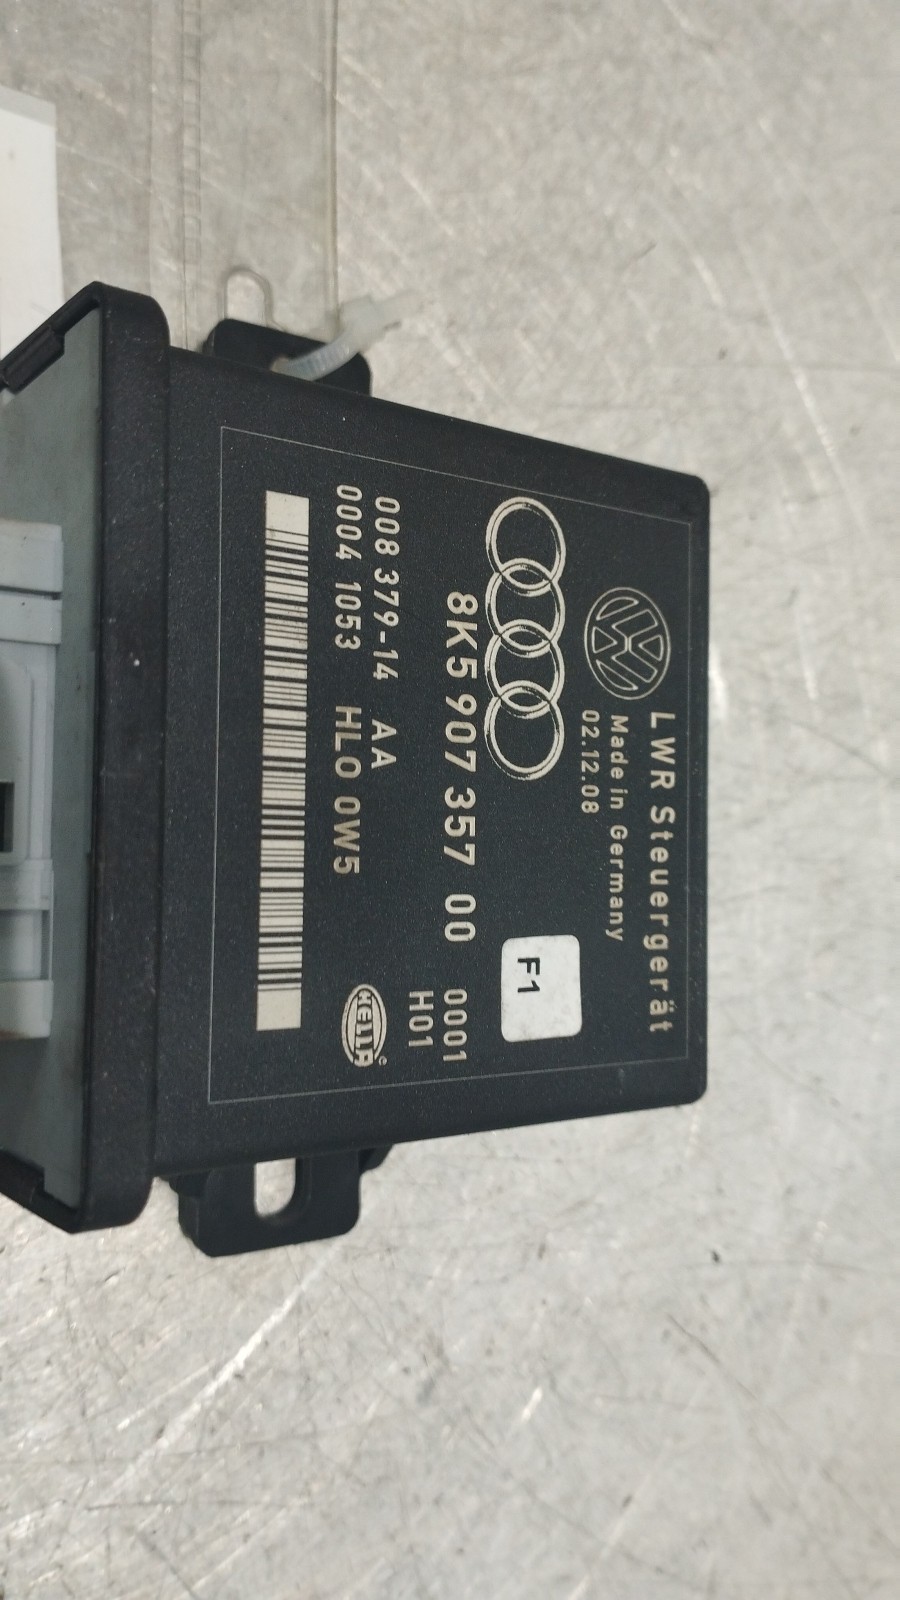 LWR Steuergerät
Made in Germany
02.12.08
F1
8K5 907 357 00 0001
H01
008 379-14 AA
0004 1053 HLO 0W5
HELLA